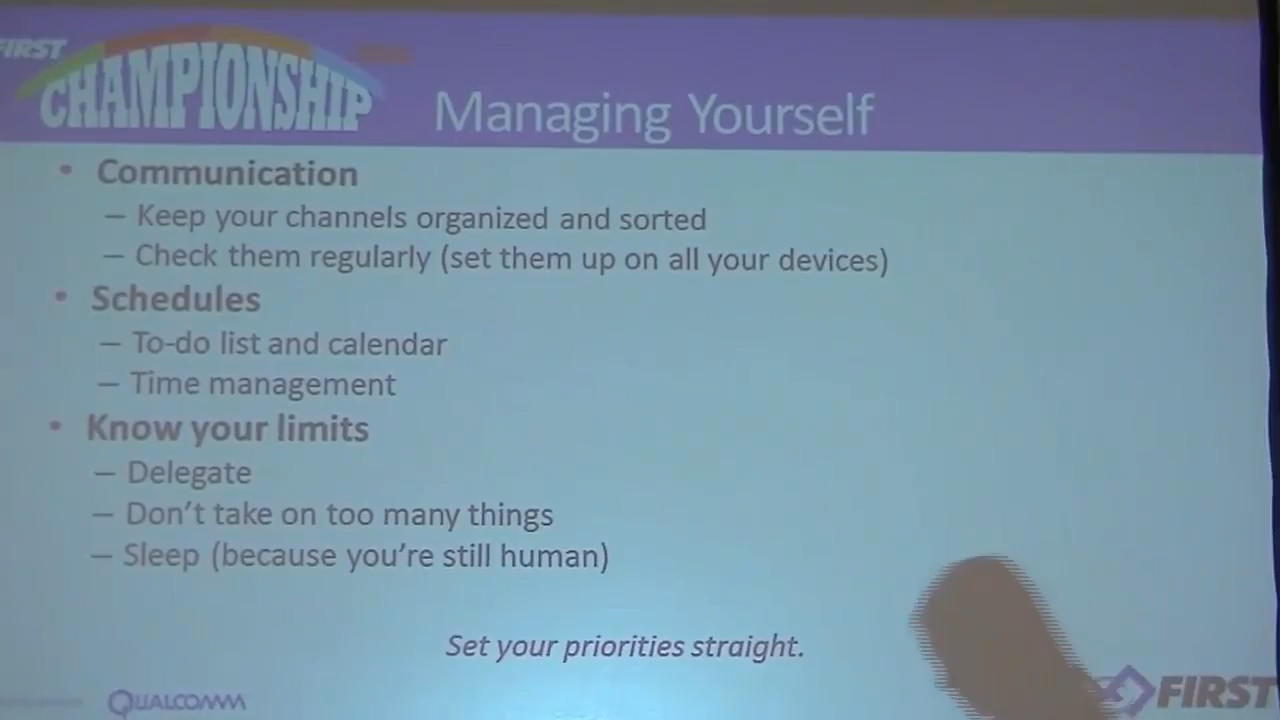 FIRST
CHAMPIONSHIP
Managing Yourself
• Communication
– Keep your channels organized and sorted
– Check them regularly (set them up on all your devices)
• Schedules
– To-do list and calendar
– Time management
• Know your limits
– Delegate
– Don't take on too many things
– Sleep (because you're still human)
Set your priorities straight.
QUALCOMM
FIRST